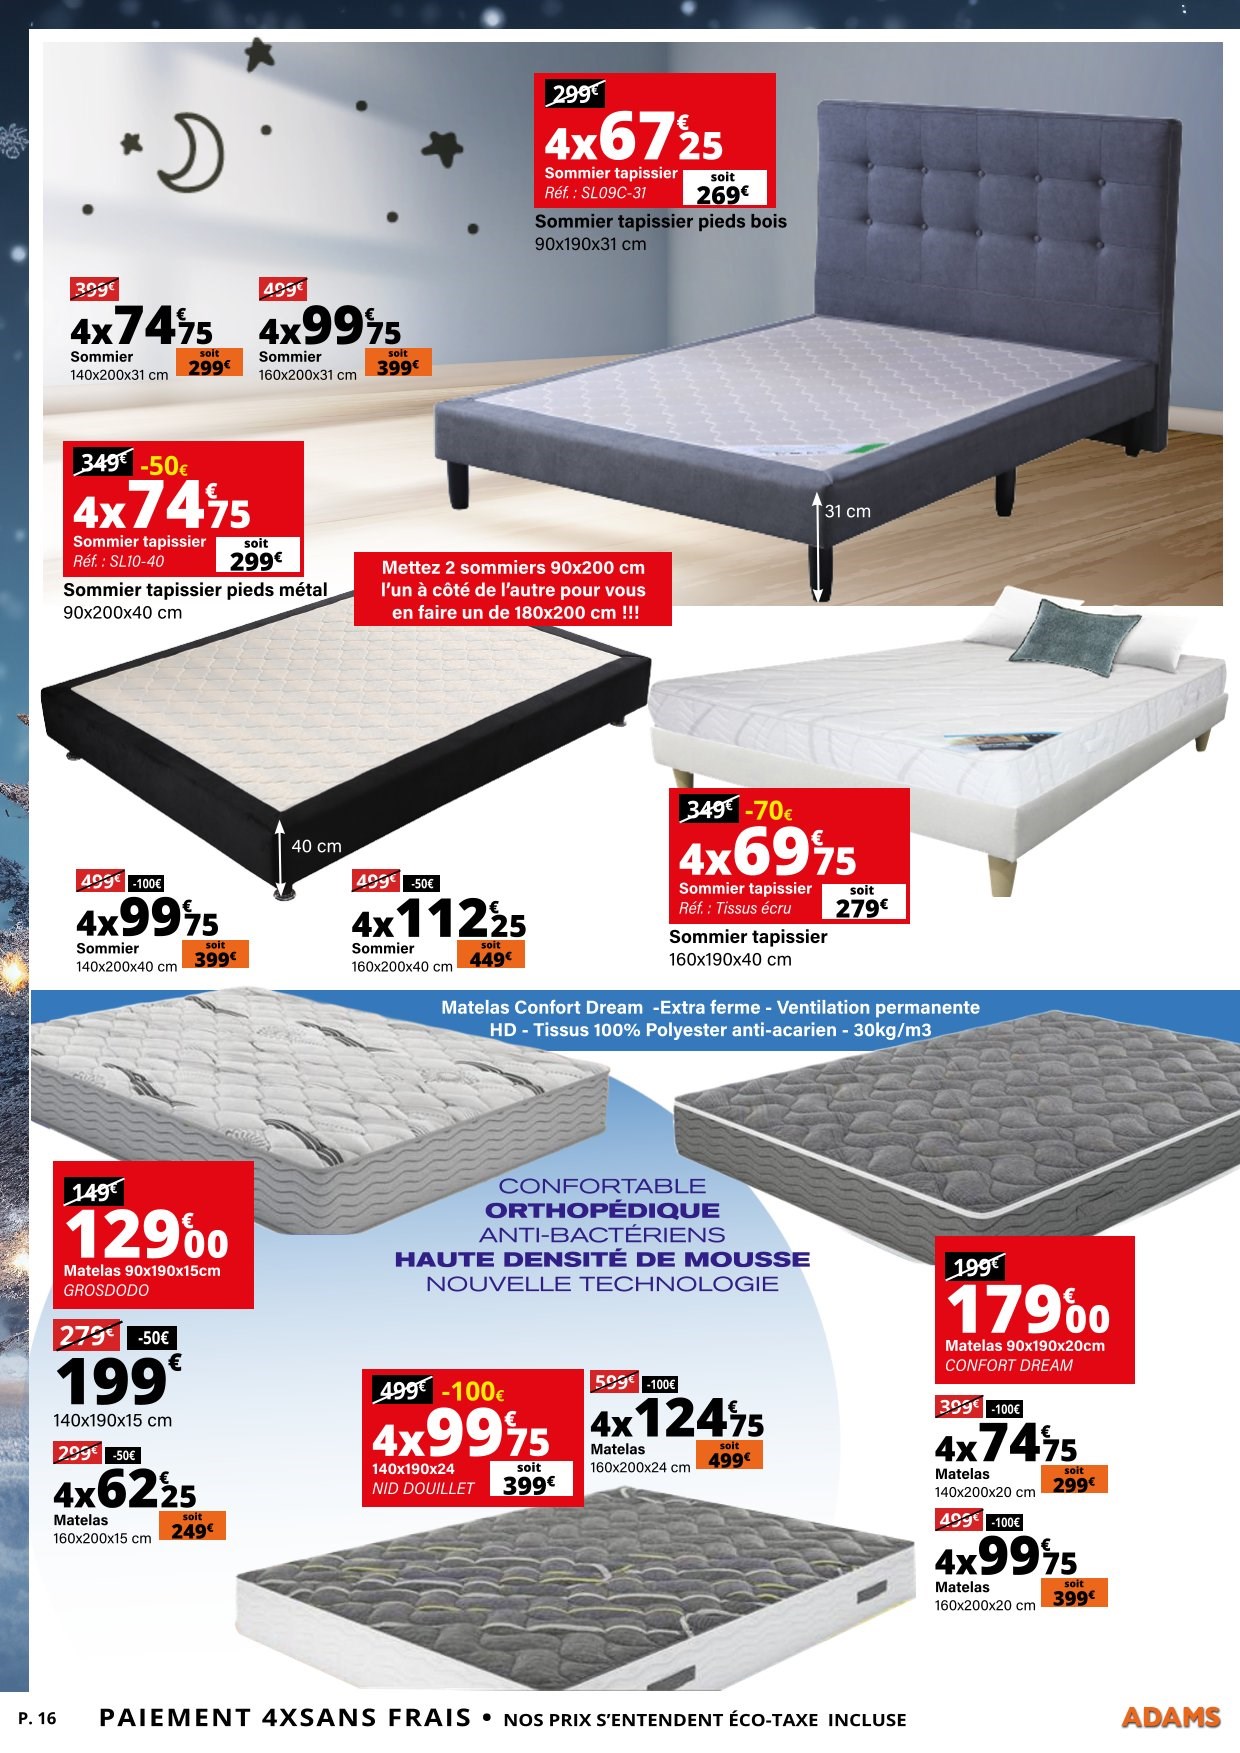 299€
4x67€25
Sommier tapissier
Réf. : SL09C-31
soit
269€
Sommier tapissier pieds bois
90x190x31 cm
399€
4x74€75
Sommier
140x200x31 cm
soit
299€
499€
4x99€75
Sommier
160x200x31 cm
soit
399€
349€ -50€
4x74€75
Sommier tapissier
Réf. : SL10-40
soit
299€
Sommier tapissier pieds métal
90x200x40 cm
31 cm
Mettez 2 sommiers 90x200 cm
l'un à côté de l'autre pour vous
en faire un de 180x200 cm !!!
40 cm
499€ -100€
4x99€75
Sommier
140x200x40 cm
soit
399€
499€ -50€
4x112€25
Sommier
160x200x40 cm
soit
449€
349€ -70€
4x69€75
Sommier tapissier
Réf. : Tissus écru
soit
279€
Sommier tapissier
160x190x40 cm
Matelas Confort Dream -Extra ferme - Ventilation permanente
HD - Tissus 100% Polyester anti-acarien - 30kg/m3
CONFORTABLE
ORTHOPÉDIQUE
ANTI-BACTÉRIENS
HAUTE DENSITÉ DE MOUSSE
NOUVELLE TECHNOLOGIE
149€
129€00
Matelas 90x190x15cm
GROSDODO
279€ -50€
199€
140x190x15 cm
299€ -50€
4x62€25
Matelas
160x200x15 cm
soit
249€
499€ -100€
4x99€75
140x190x24
NID DOUILLET
soit
399€
599€ -100€
4x124€75
Matelas
160x200x24 cm
soit
499€
199€
179€00
Matelas 90x190x20cm
CONFORT DREAM
399€ -100€
4x74€75
Matelas
140x200x20 cm
soit
299€
499€ -100€
4x99€75
Matelas
160x200x20 cm
soit
399€
P. 16 PAIEMENT 4XSANS FRAIS • NOS PRIX S'ENTENDENT ÉCO-TAXE INCLUSE ADAMS